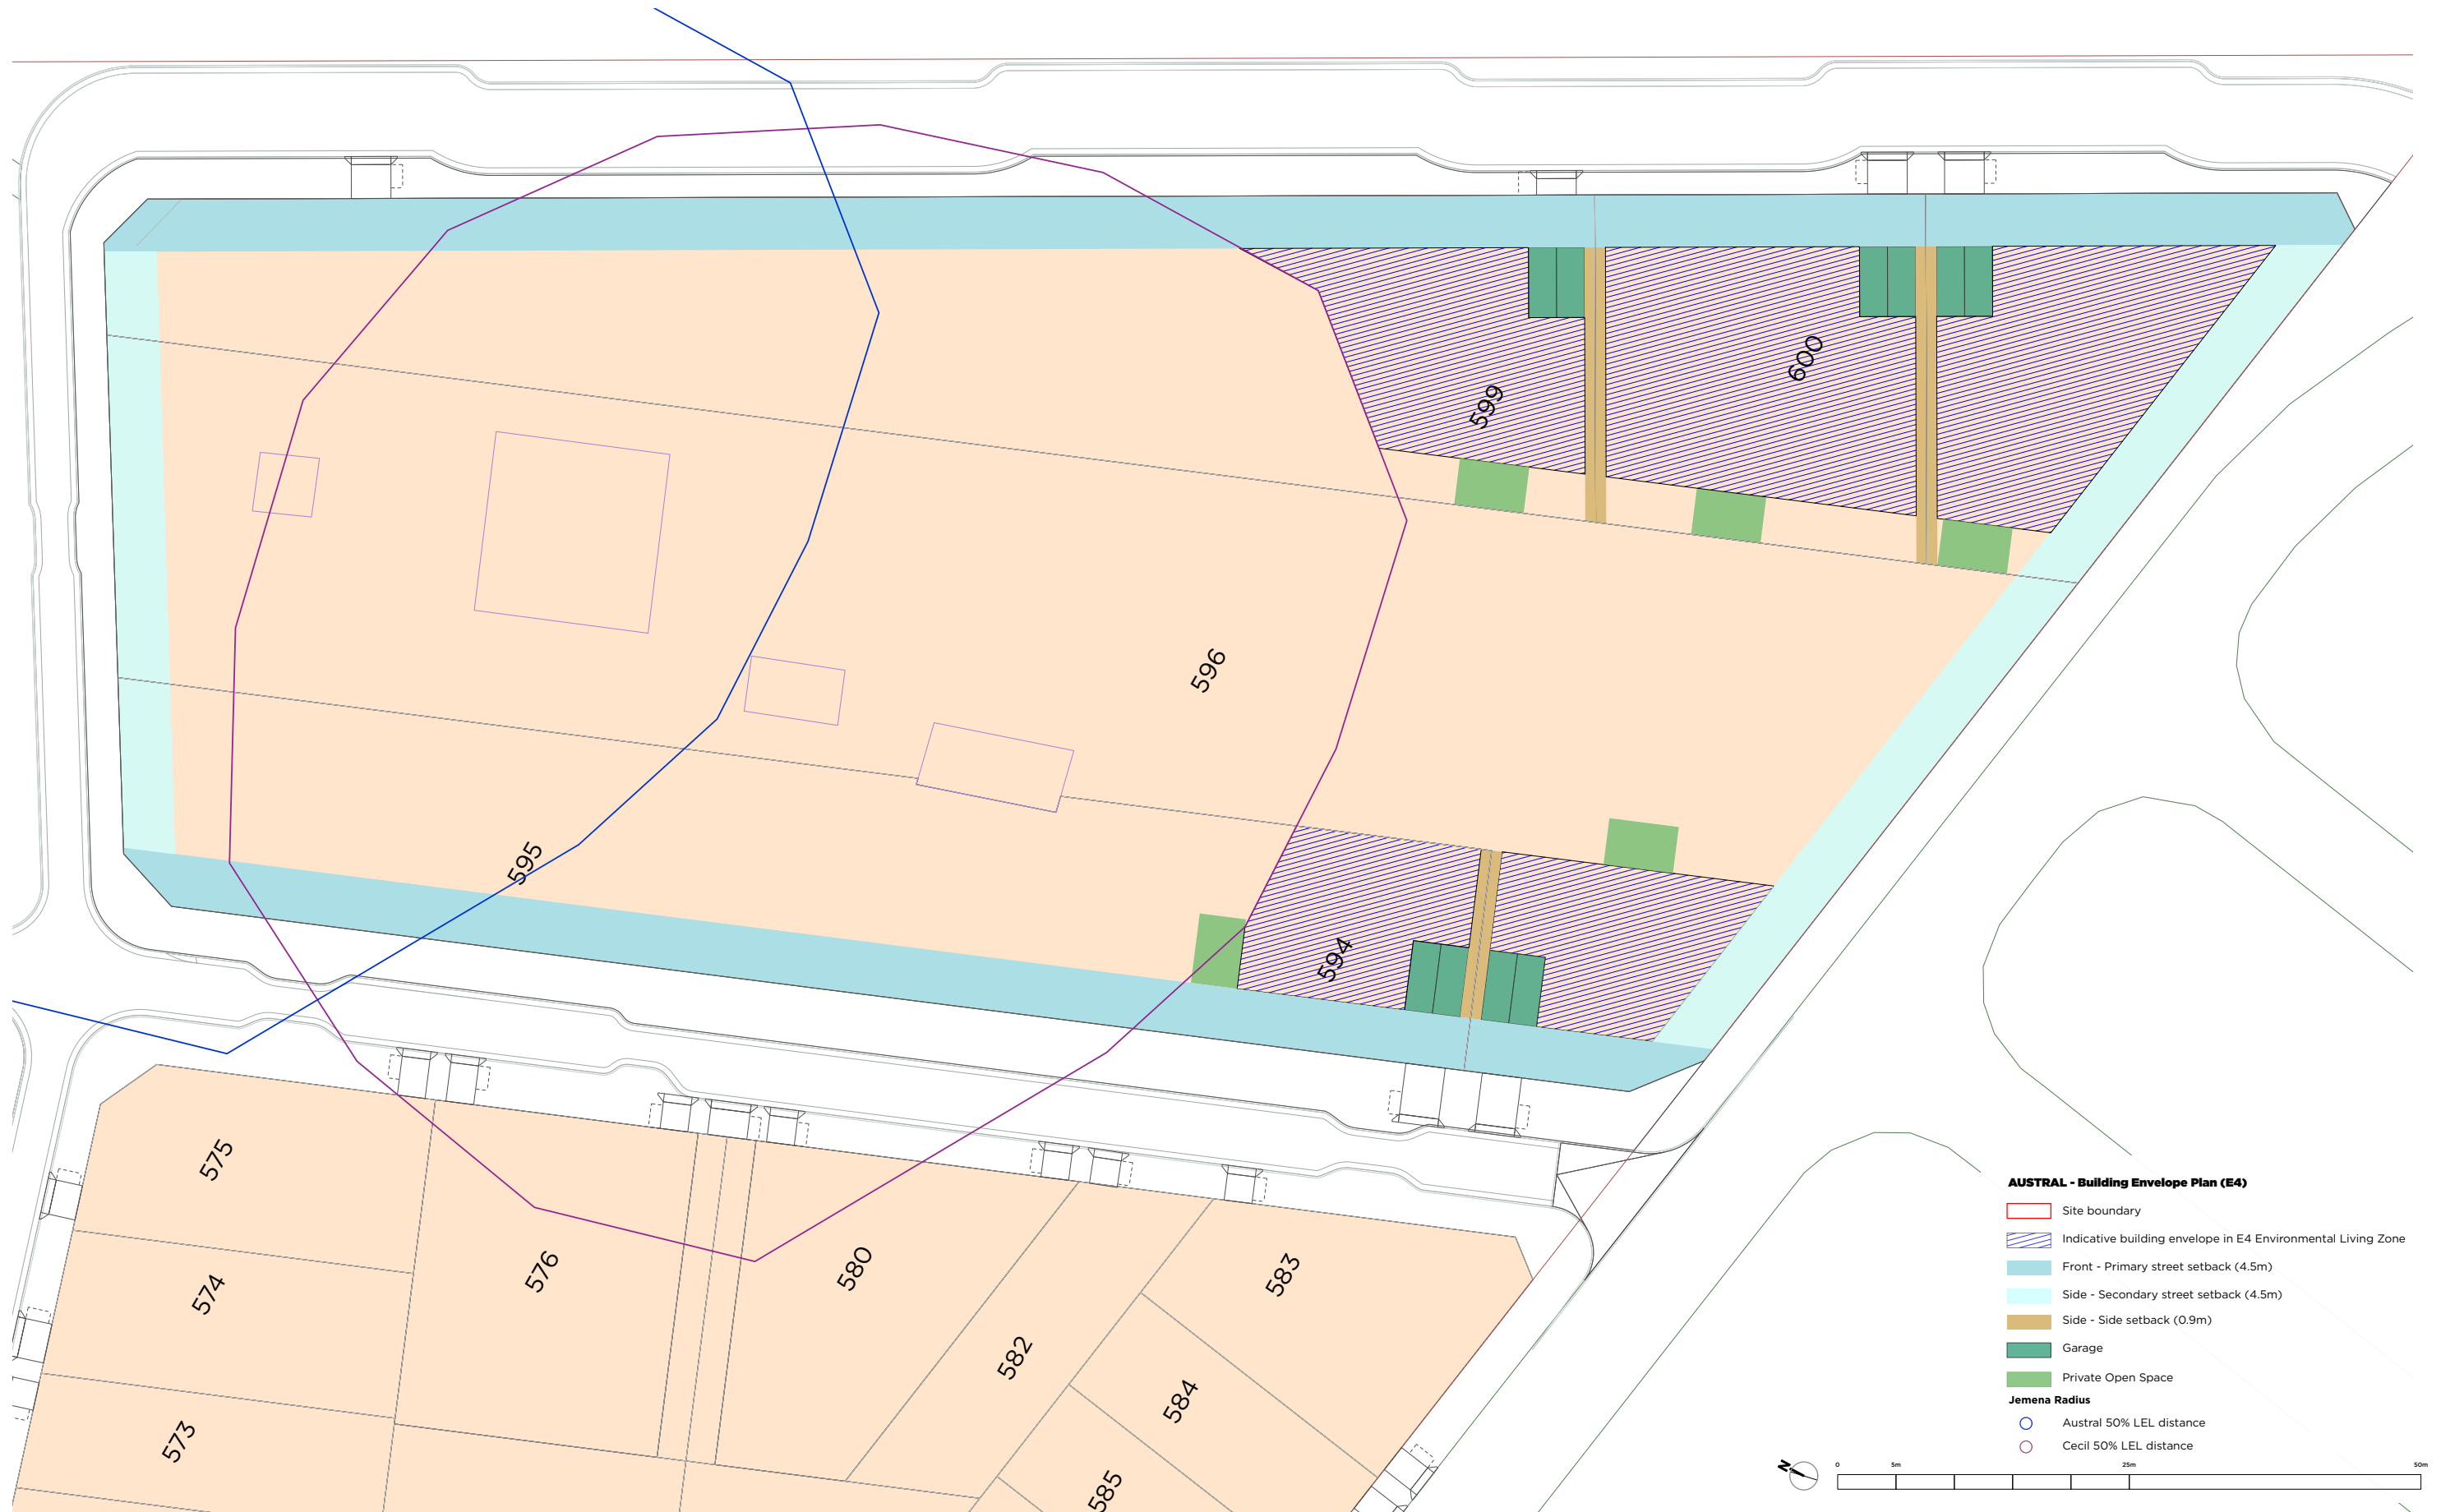 599
600
596
595
594
575
574
573
576
580
582
583
584
585
AUSTRAL - Building Envelope Plan (E4)
Site boundary
Indicative building envelope in E4 Environmental Living Zone
Front - Primary street setback (4.5m)
Side - Secondary street setback (4.5m)
Side - Side setback (0.9m)
Garage
Private Open Space
Jemena Radius
Austral 50% LEL distance
Cecil 50% LEL distance
N
0 5m 25m 50m